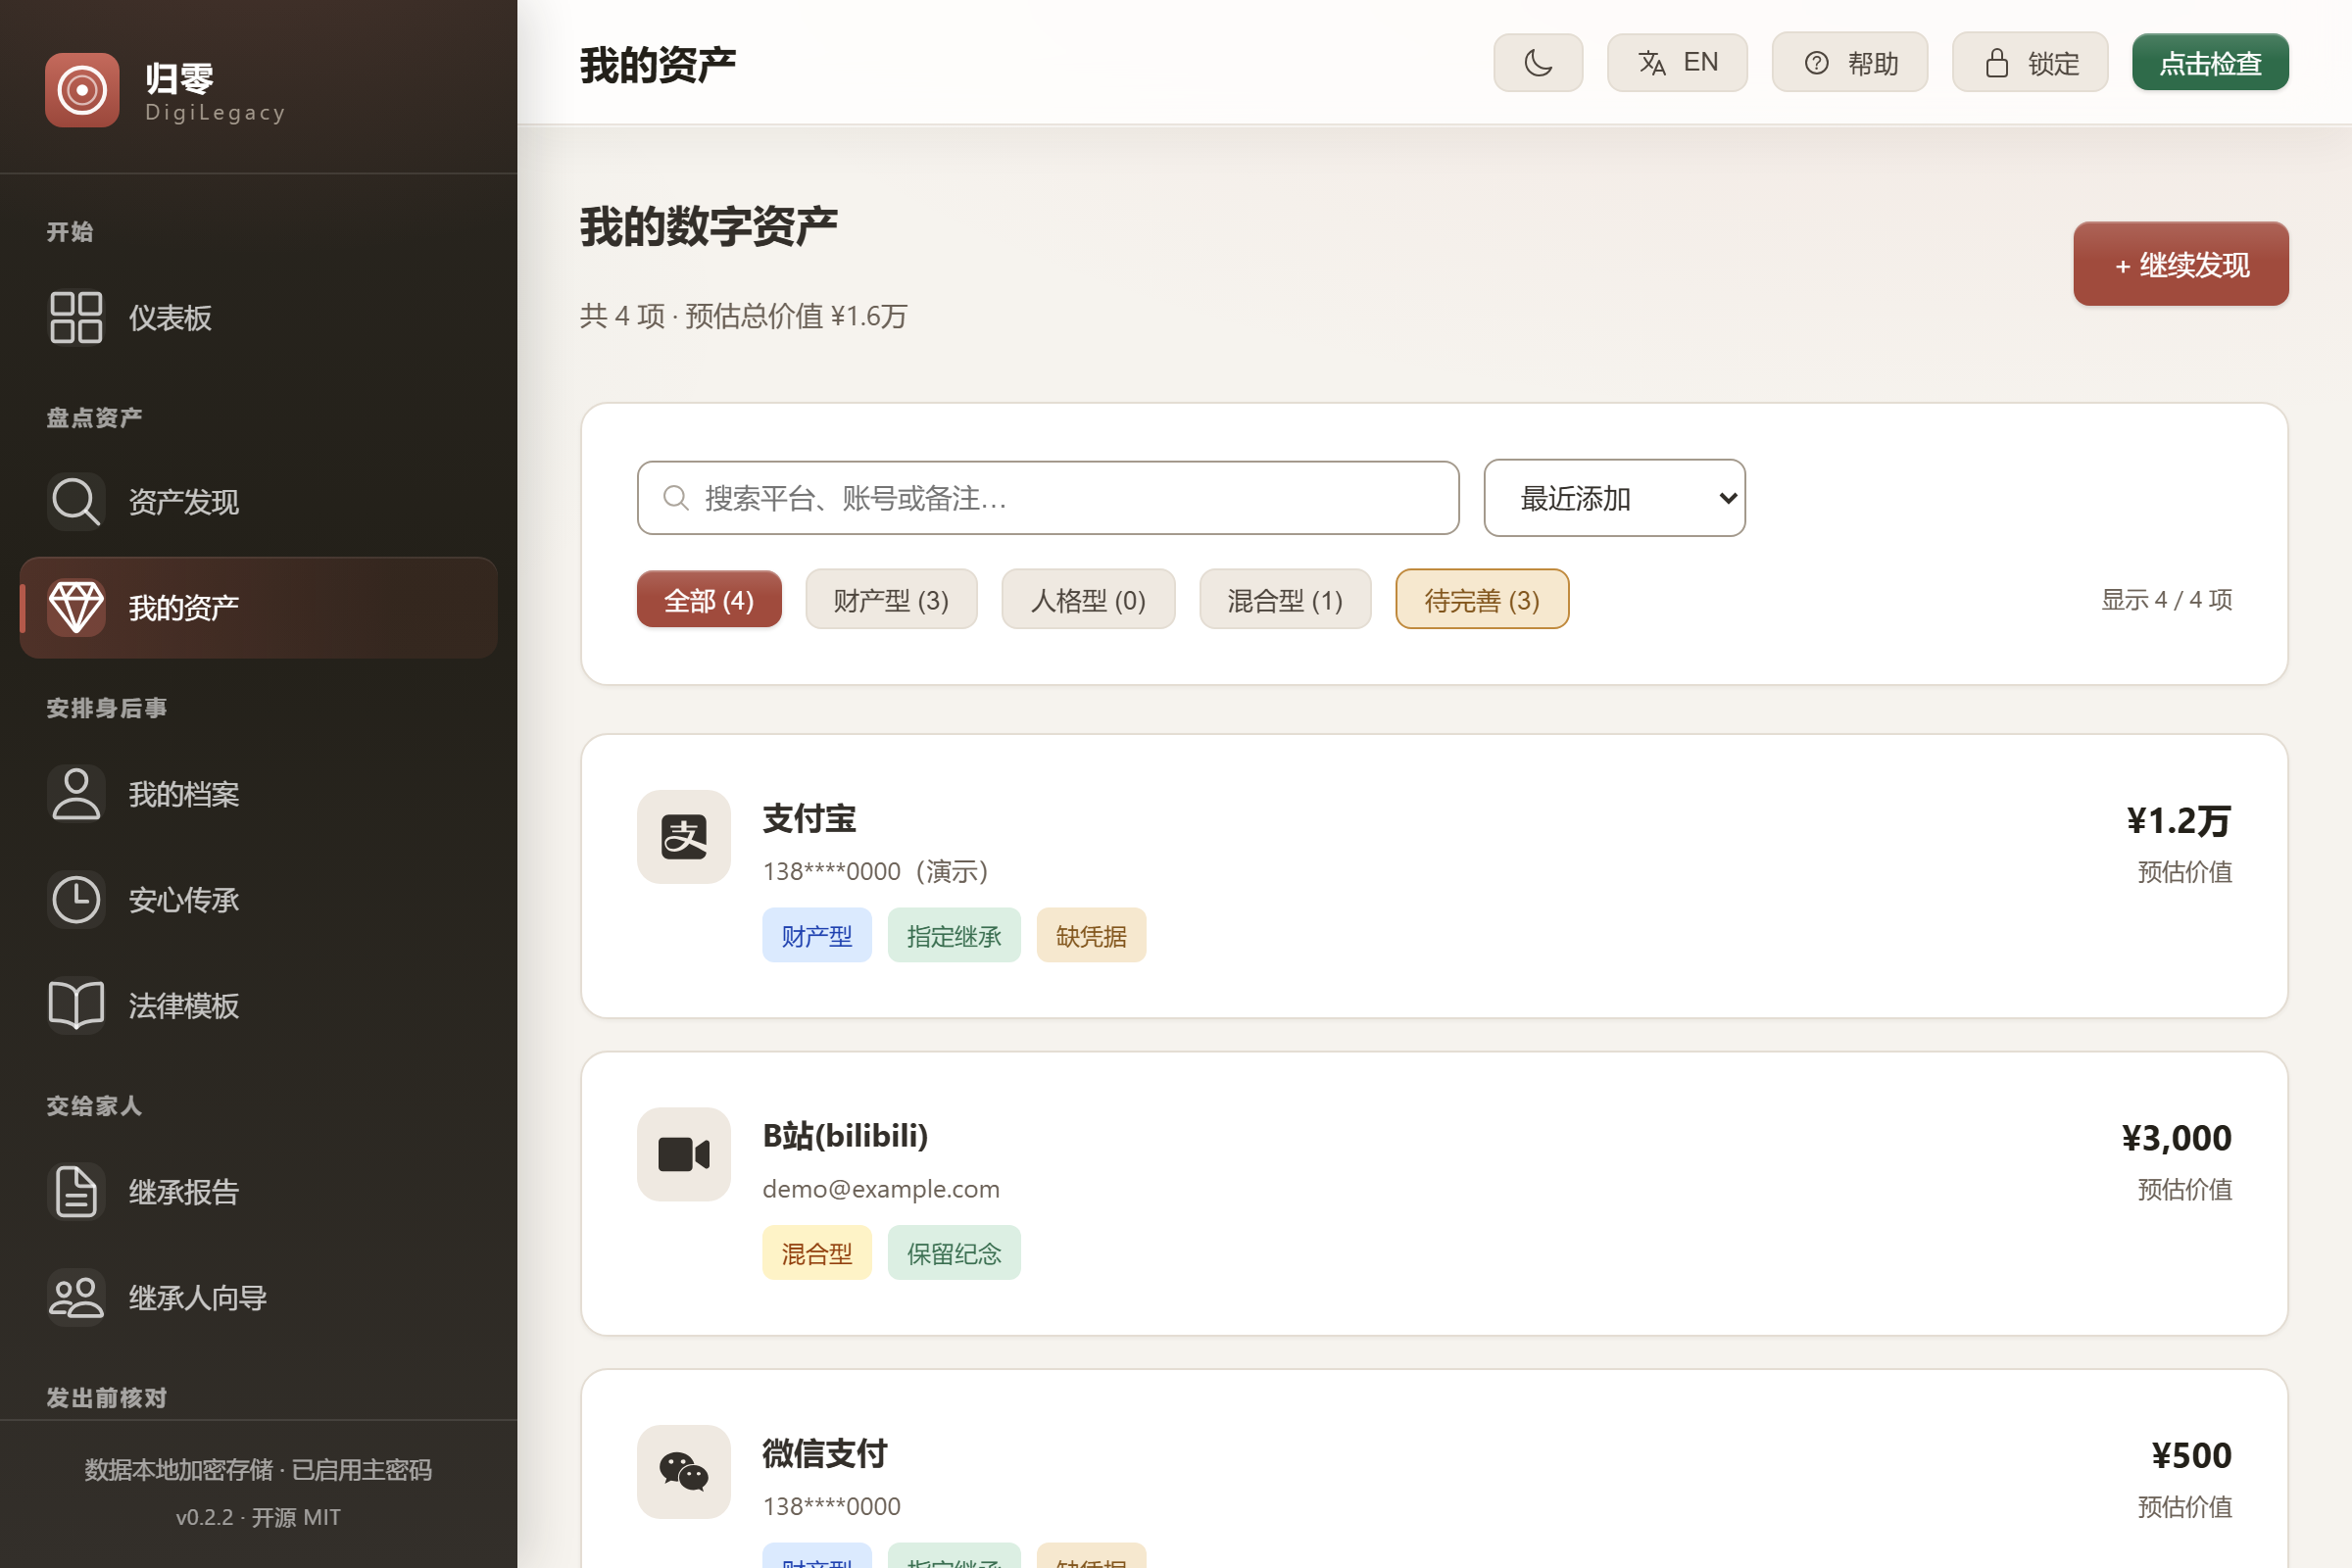 归零
DigiLegacy
开始
仪表板
盘点资产
资产发现
我的资产
安排身后事
我的档案
安心传承
法律模板
交给家人
继承报告
继承人向导
发出前核对
数据本地加密存储 · 已启用主密码
v0.2.2 · 开源 MIT
我的资产
EN
帮助
锁定
点击检查
我的数字资产
共 4 项 · 预估总价值 ¥1.6万
+ 继续发现
搜索平台、账号或备注…
最近添加
全部 (4)
财产型 (3)
人格型 (0)
混合型 (1)
待完善 (3)
显示 4 / 4 项
支付宝
138****0000（演示）
财产型
指定继承
缺凭据
¥1.2万
预估价值
B站(bilibili)
demo@example.com
混合型
保留纪念
¥3,000
预估价值
微信支付
138****0000
财产型
指定继承
缺凭据
¥500
预估价值